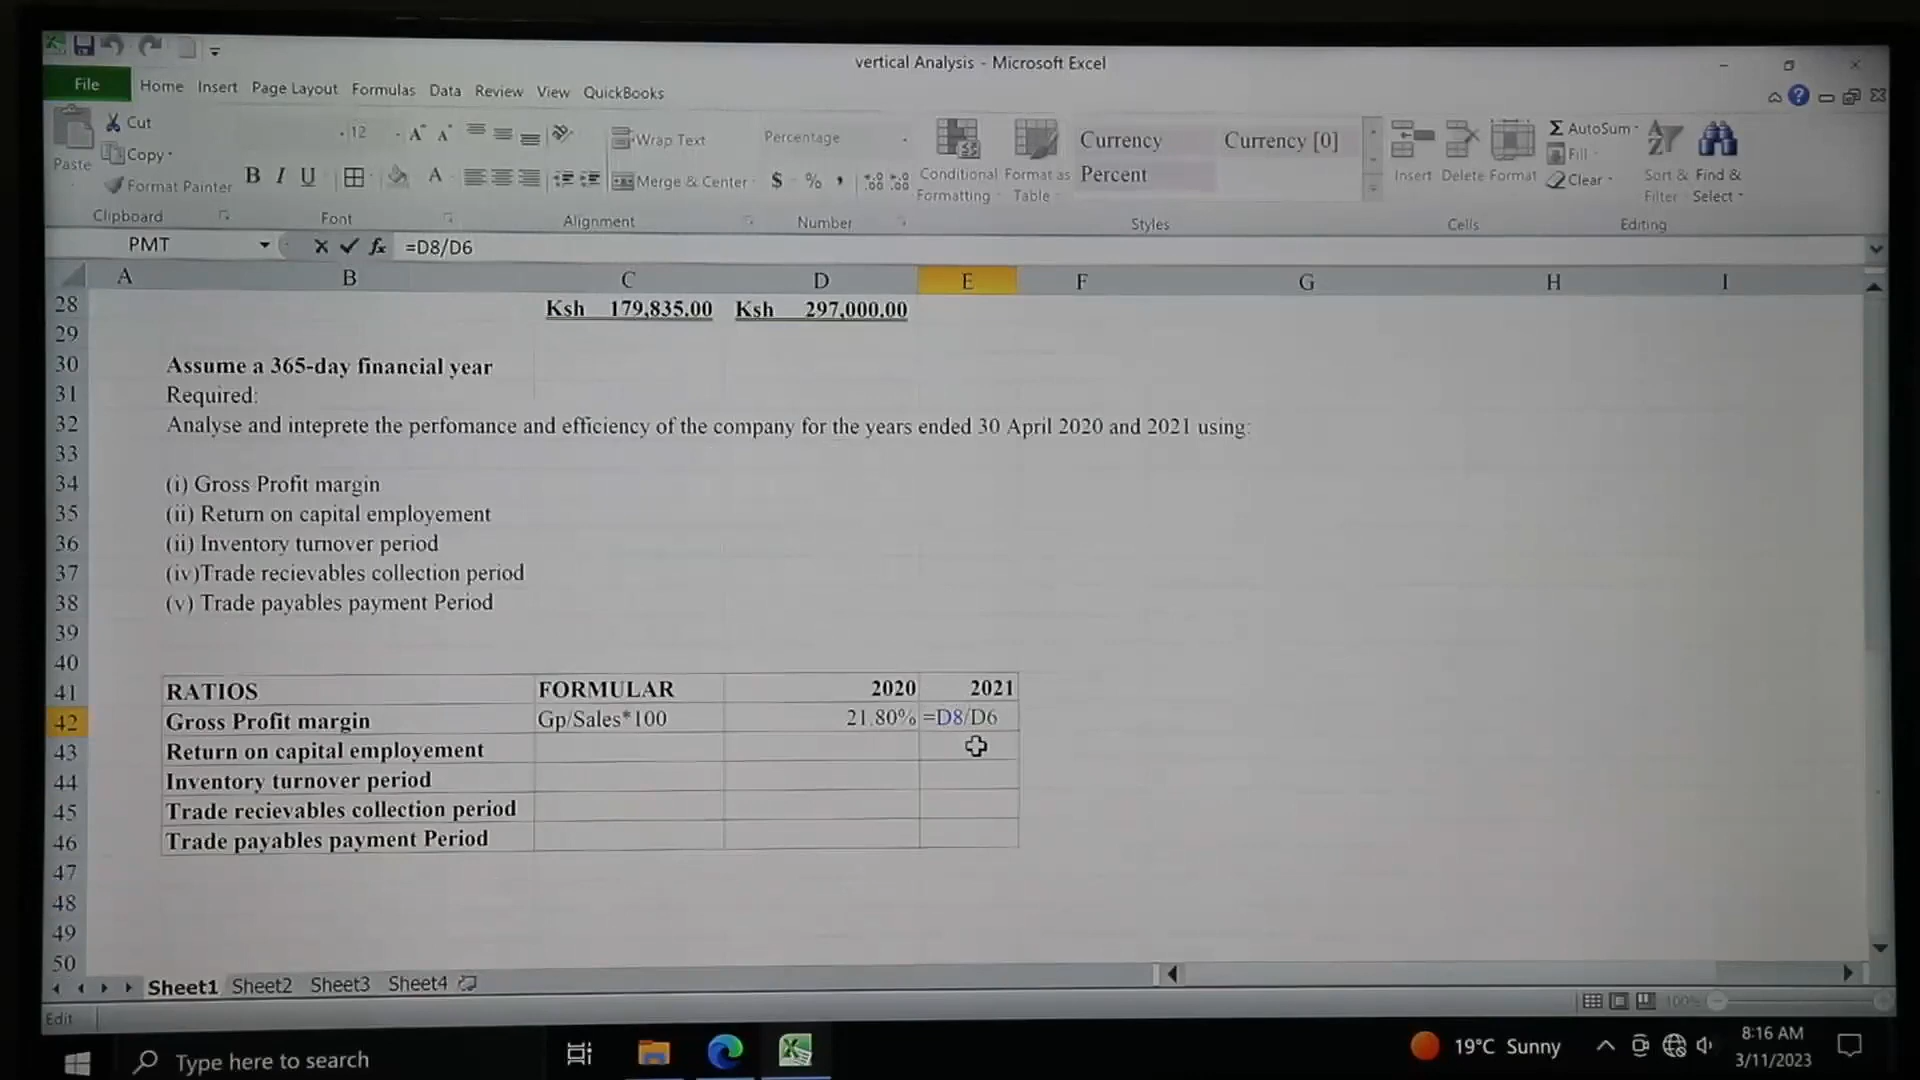 vertical Analysis - Microsoft Excel
File Home Insert Page Layout Formulas Data Review View QuickBooks
Cut
Copy
Paste
Format Painter
Clipboard
12
B I U A
Font
Wrap Text
Merge & Center
Alignment
Percentage
$ % ,
Number
Conditional Formatting
Format as Table
Currency Currency [0]
Percent
Styles
Insert Delete Format
Cells
Σ AutoSum
Fill
Clear
Sort & Filter
Find & Select
Editing
PMT fx =D8/D6
A B C D E F G H I
28 Ksh 179,835.00 Ksh 297,000.00
29
30 Assume a 365-day financial year
31 Required:
32 Analyse and inteprete the perfomance and efficiency of the company for the years ended 30 April 2020 and 2021 using:
33
34 (i) Gross Profit margin
35 (ii) Return on capital employement
36 (ii) Inventory turnover period
37 (iv)Trade recievables collection period
38 (v) Trade payables payment Period
39
40
41 RATIOS FORMULAR 2020 2021
42 Gross Profit margin Gp/Sales*100 21.80% =D8/D6
43 Return on capital employement
44 Inventory turnover period
45 Trade recievables collection period
46 Trade payables payment Period
47
48
49
50
Sheet1 Sheet2 Sheet3 Sheet4
Edit 100%
Type here to search
19°C Sunny
8:16 AM
3/11/2023